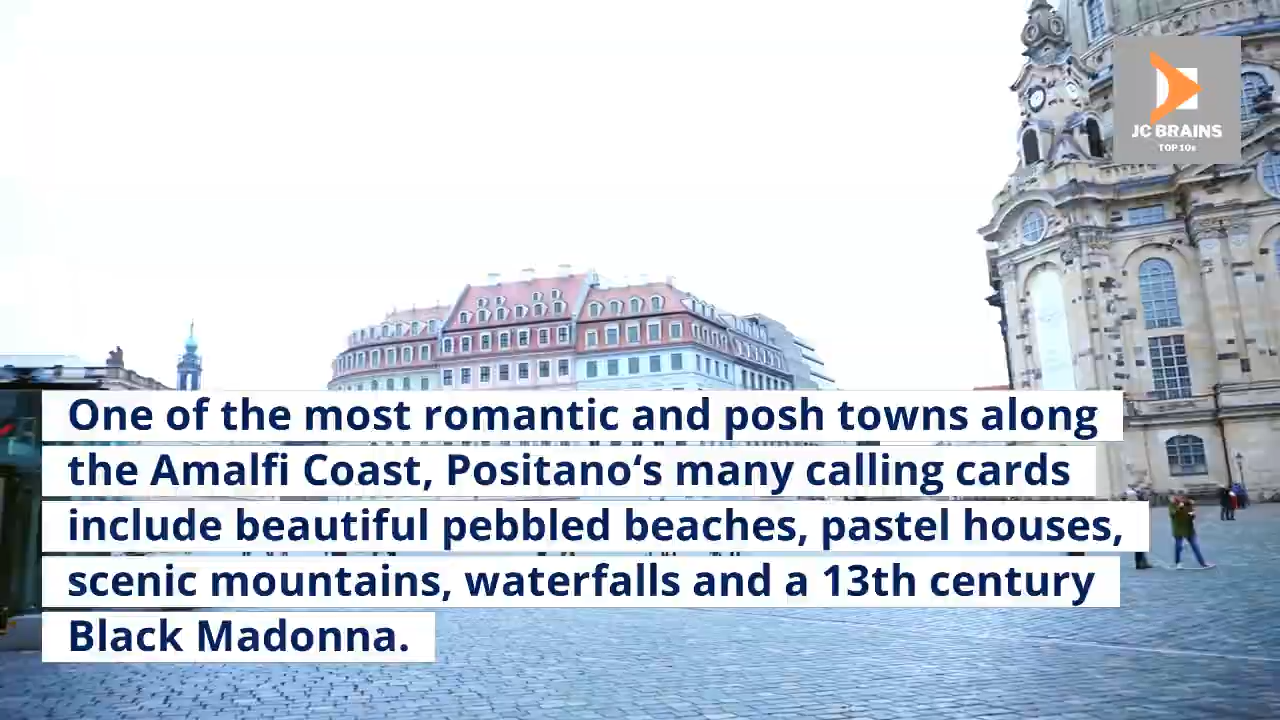 JC BRAINS
TOP 10s
One of the most romantic and posh towns along
the Amalfi Coast, Positano‘s many calling cards
include beautiful pebbled beaches, pastel houses,
scenic mountains, waterfalls and a 13th century
Black Madonna.